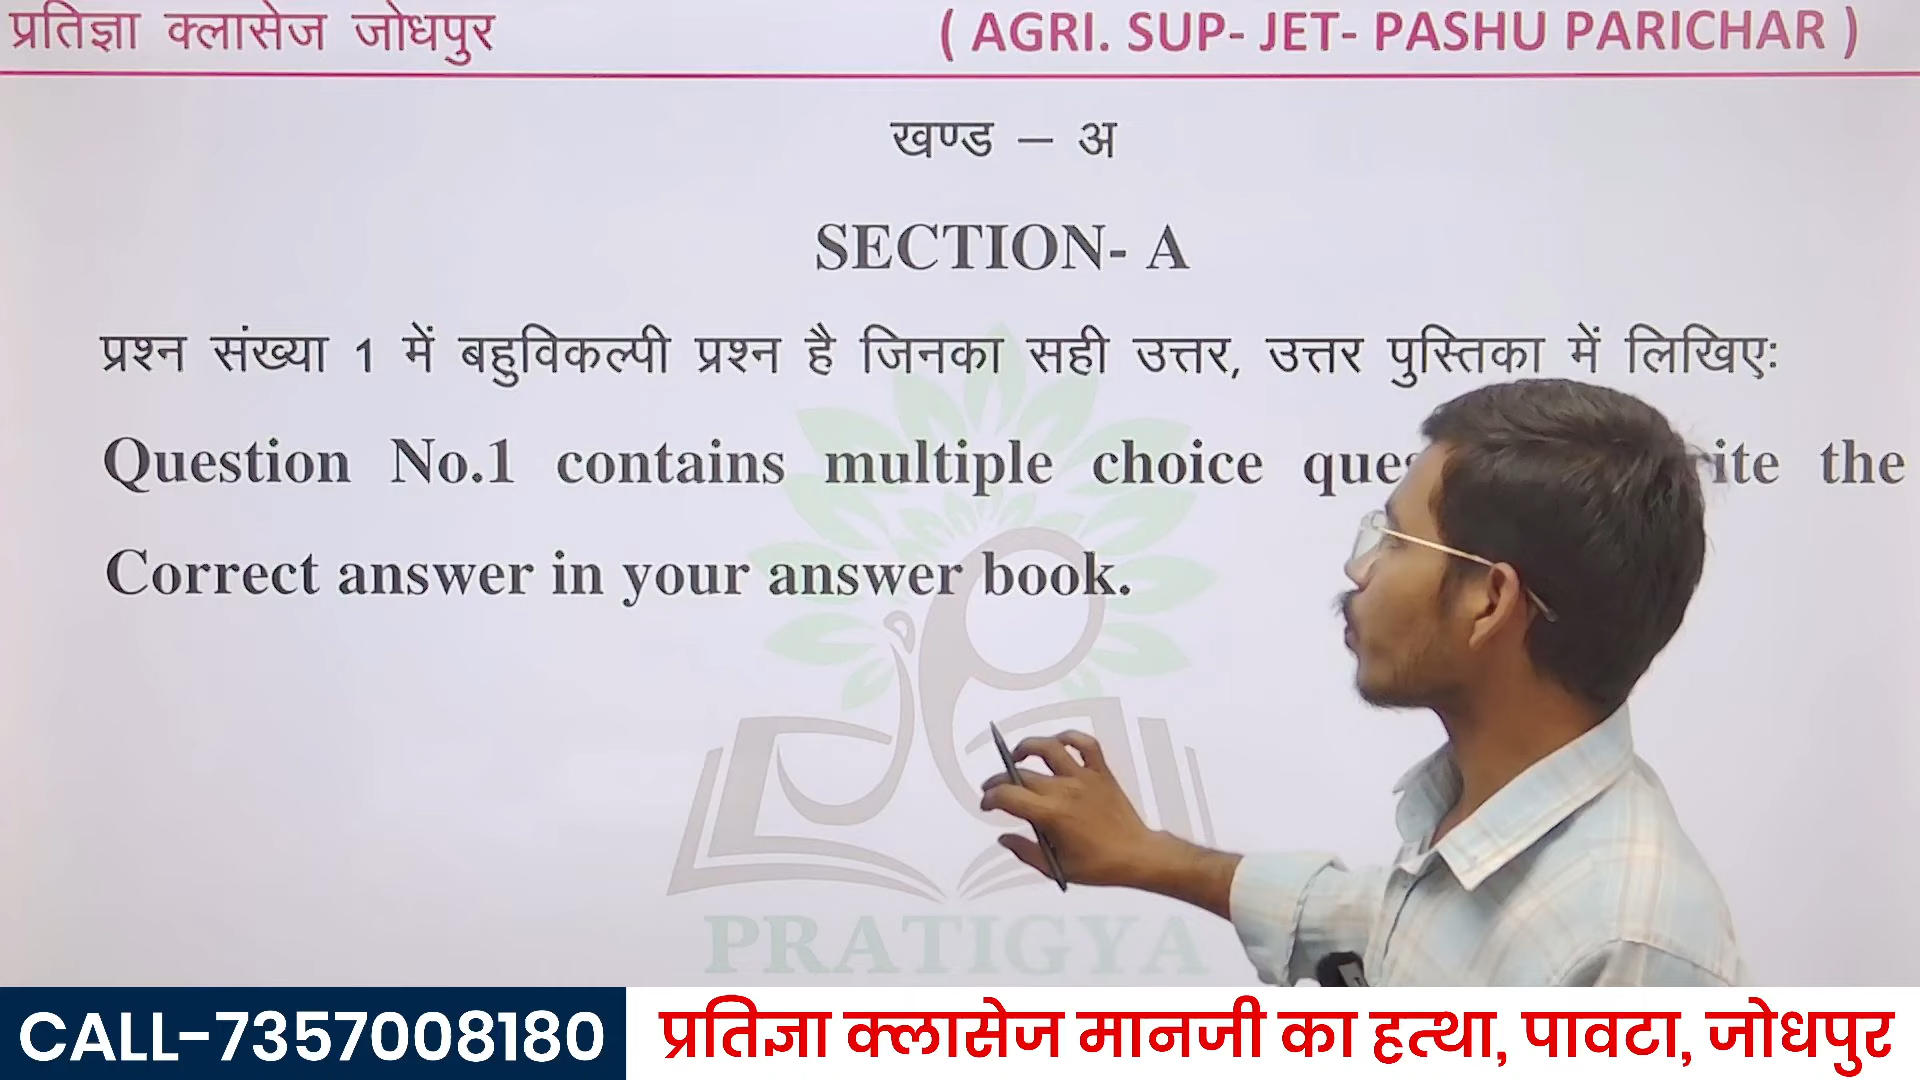 प्रतिज्ञा क्लासेज जोधपुर ( AGRI. SUP- JET- PASHU PARICHAR )
खण्ड – अ
SECTION- A
प्रश्न संख्या 1 में बहुविकल्पी प्रश्न है जिनका सही उत्तर, उत्तर पुस्तिका में लिखिए:
Question No.1 contains multiple choice the
Correct answer in your answer book.
PRATIGYA
CALL-7357008180 प्रतिज्ञा क्लासेज मानजी का हत्था, पावटा, जोधपुर